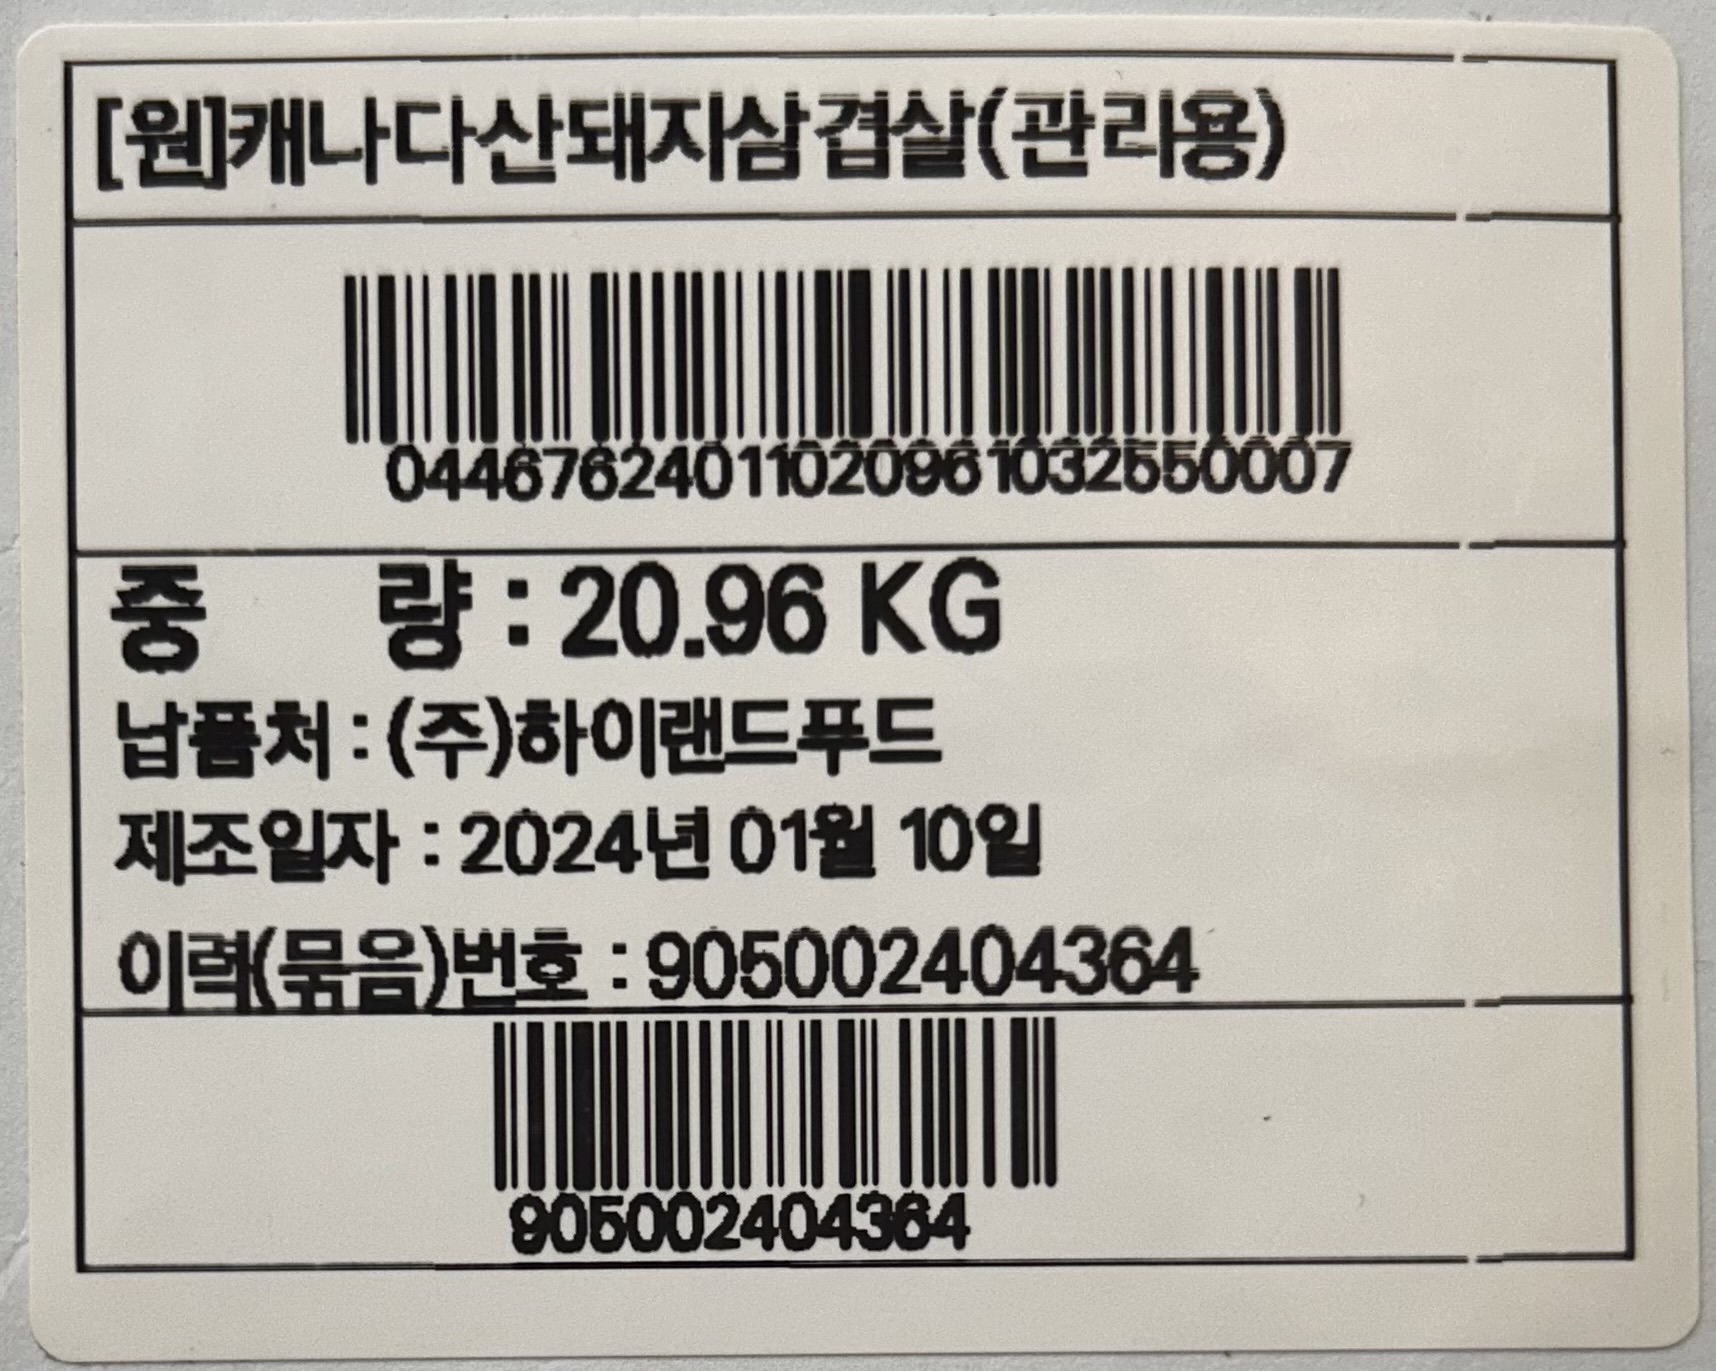 [원]캐나다산돼지삼겹살(관리용)
04467624011020961032550007
중 량 : 20.96 KG
납품처 : (주)하이랜드푸드
제조일자 : 2024년 01월 10일
이력(묶음)번호 : 905002404364
905002404364